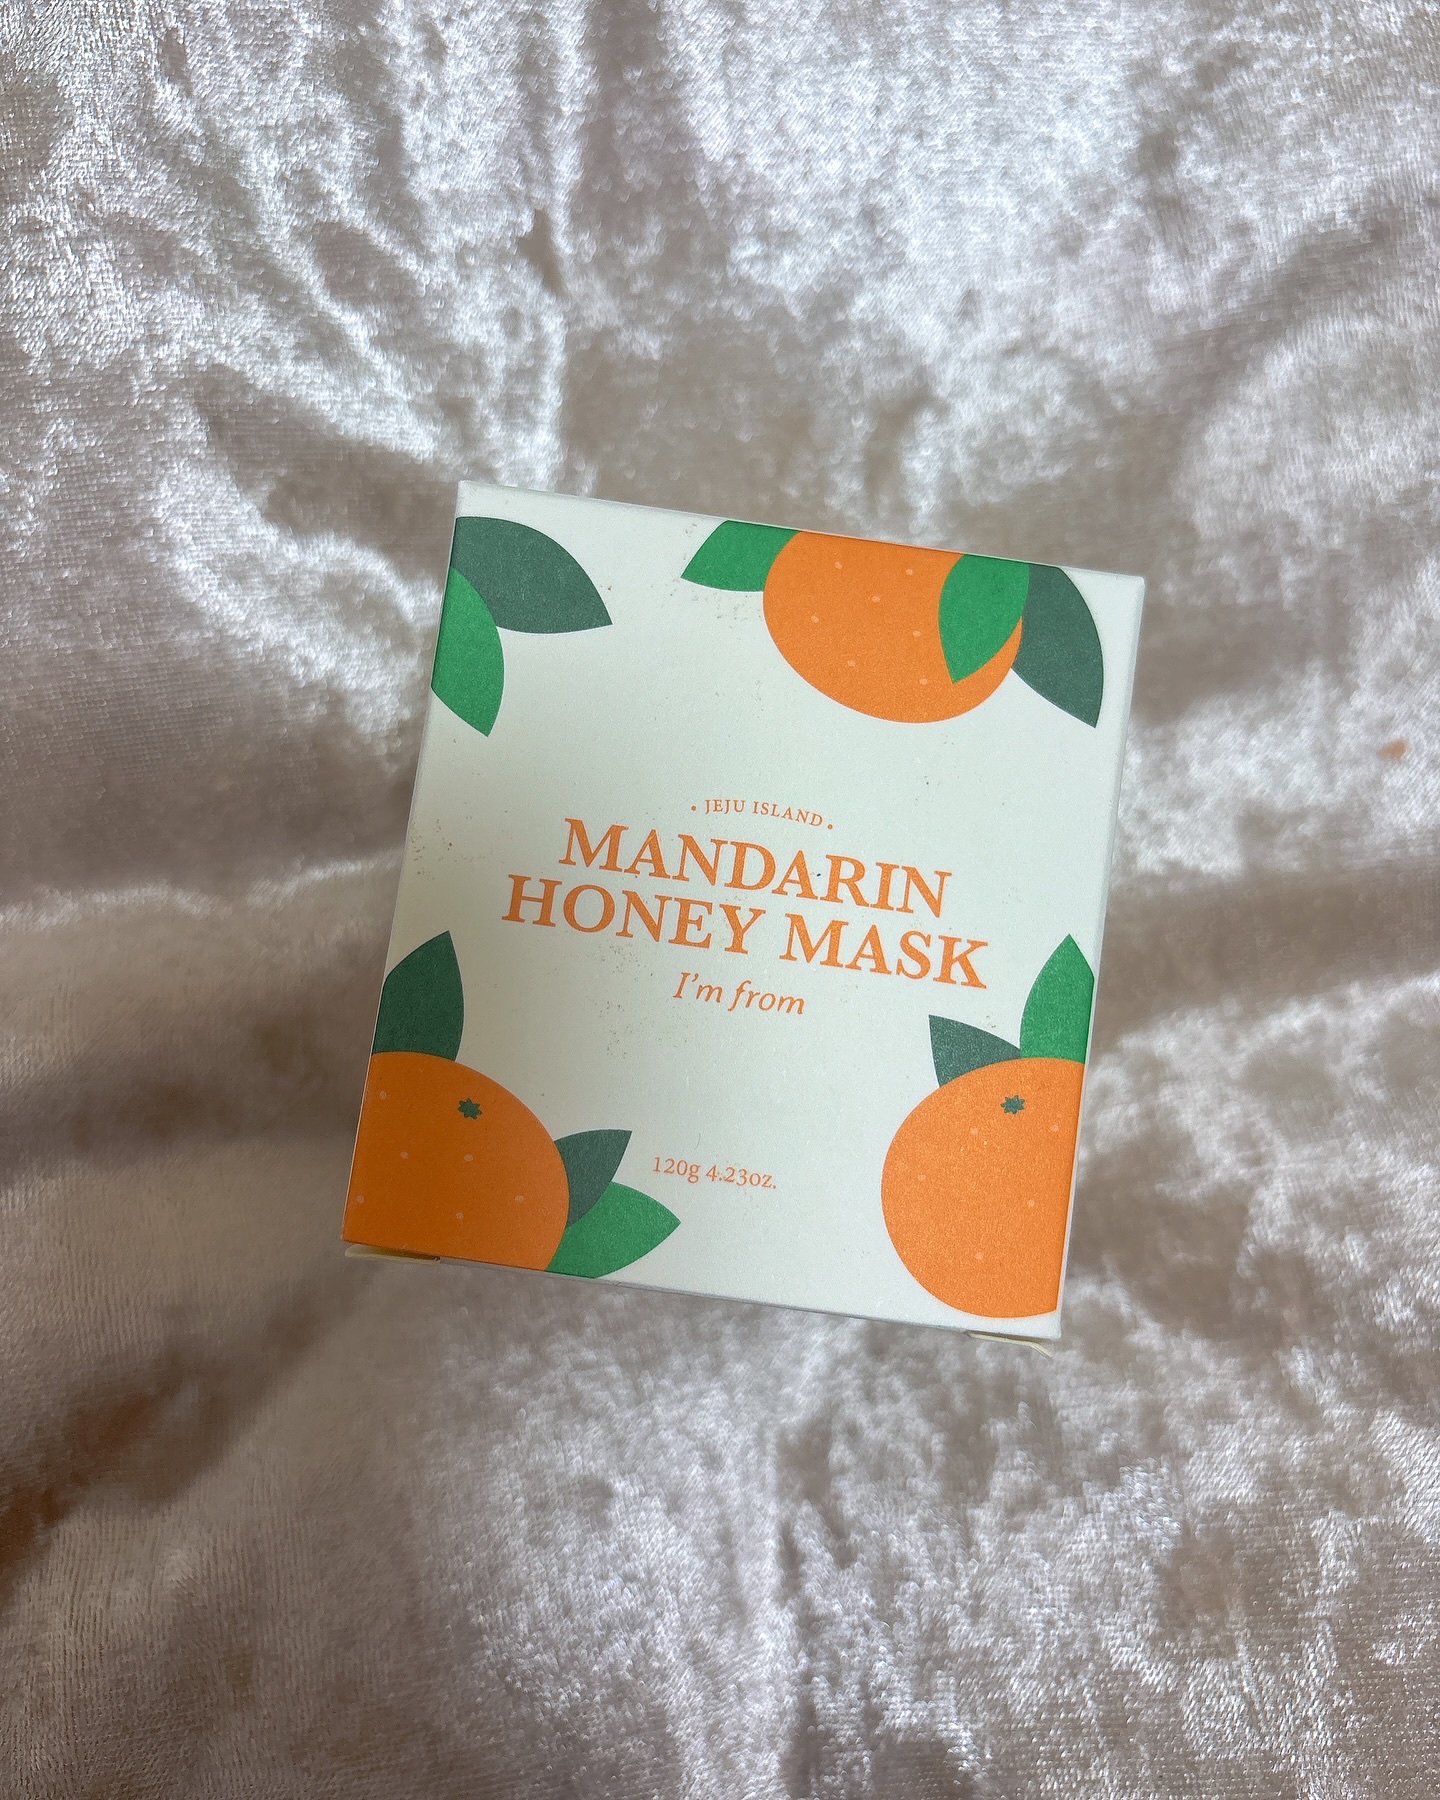 • JEJU ISLAND •
MANDARIN
HONEY MASK
I'm from
120g 4.23oz.